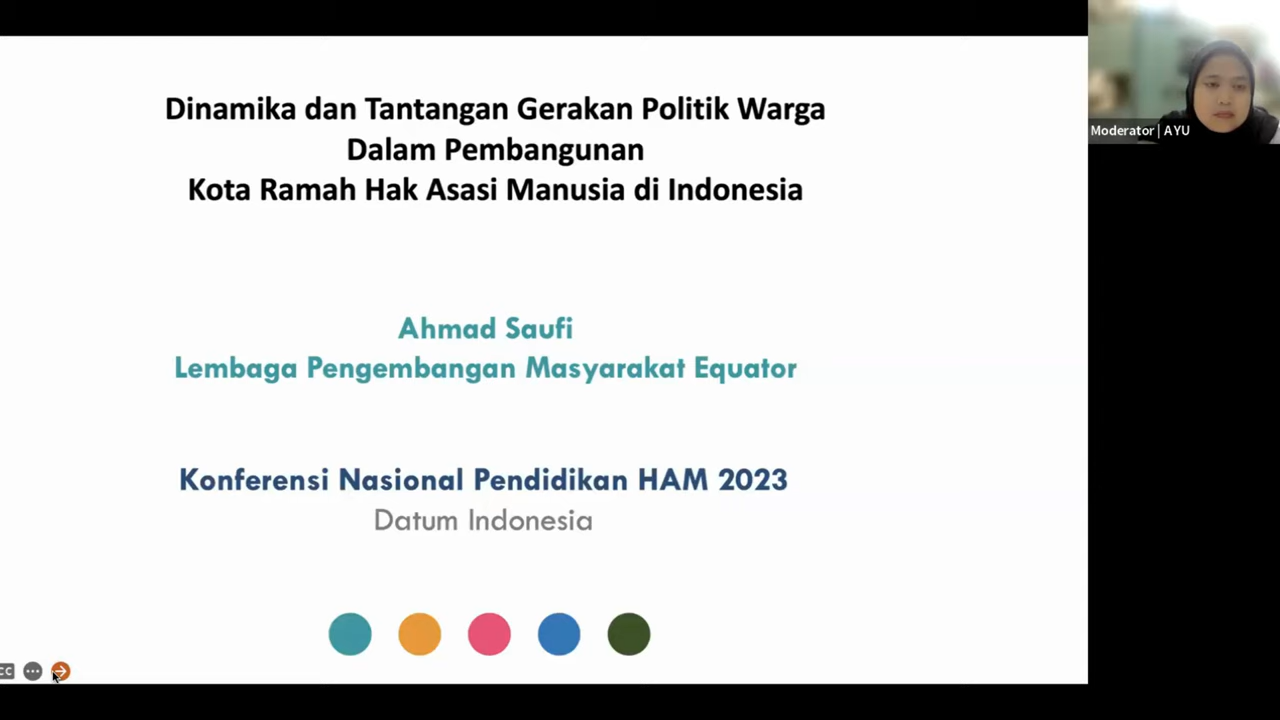 Dinamika dan Tantangan Gerakan Politik Warga
Dalam Pembangunan
Kota Ramah Hak Asasi Manusia di Indonesia
Ahmad Saufi
Lembaga Pengembangan Masyarakat Equator
Konferensi Nasional Pendidikan HAM 2023
Datum Indonesia
CC
Moderator | AYU